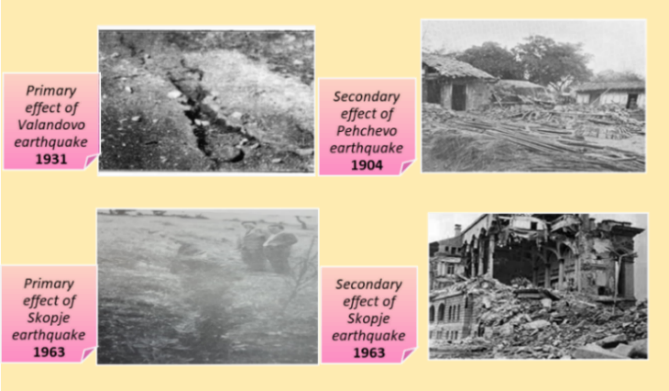 Primary
effect of
Valandovo
earthquake
1931
Secondary
effect of
Pehchevo
earthquake
1904
Primary
effect of
Skopje
earthquake
1963
Secondary
effect of
Skopje
earthquake
1963